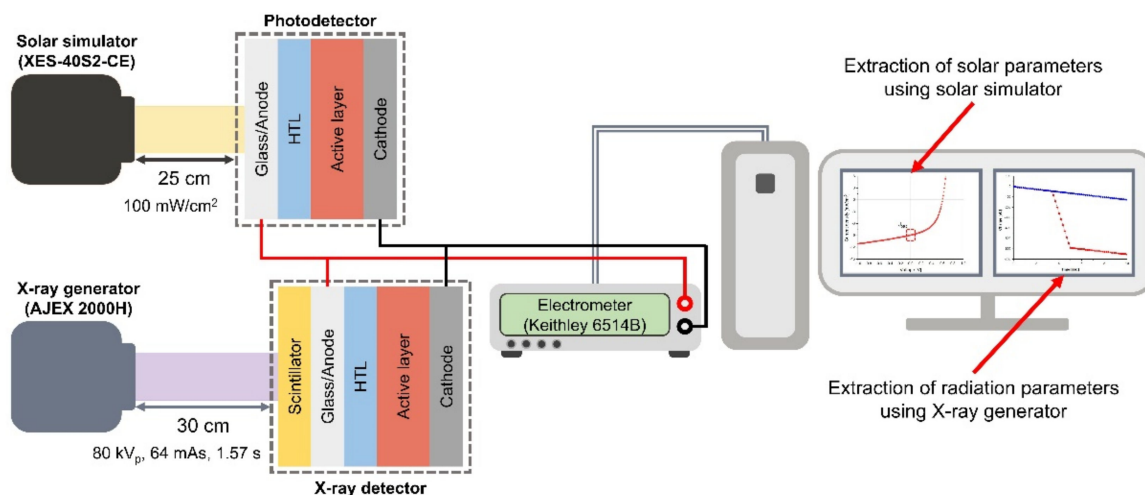 Photodetector
Solar simulator
(XES-40S2-CE)
Glass/Anode
HTL
Active layer
Cathode
25 cm
100 mW/cm²
X-ray generator
(AJEX 2000H)
Scintillator
Glass/Anode
HTL
Active layer
Cathode
30 cm
80 kVp, 64 mAs, 1.57 s
X-ray detector
Electrometer
(Keithley 6514B)
Extraction of solar parameters
using solar simulator
Extraction of radiation parameters
using X-ray generator